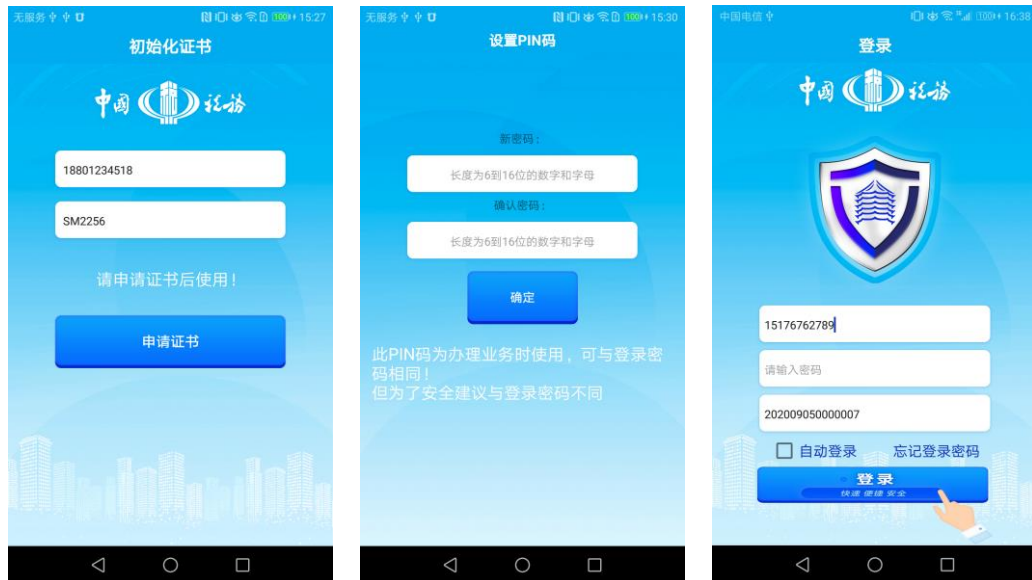 无服务
100
15:27
初始化证书
中国税务
18801234518
SM2256
请申请证书后使用！
申请证书
无服务
100
15:30
设置PIN码
新密码：
长度为6到16位的数字和字母
确认密码：
长度为6到16位的数字和字母
确定
此PIN码为办理业务时使用，可与登录密
码相同！
但为了安全建议与登录密码不同
中国电信
100
16:38
登录
中国税务
15176762789
请输入密码
202009050000007
自动登录
忘记登录密码
登录
快速 便捷 安全